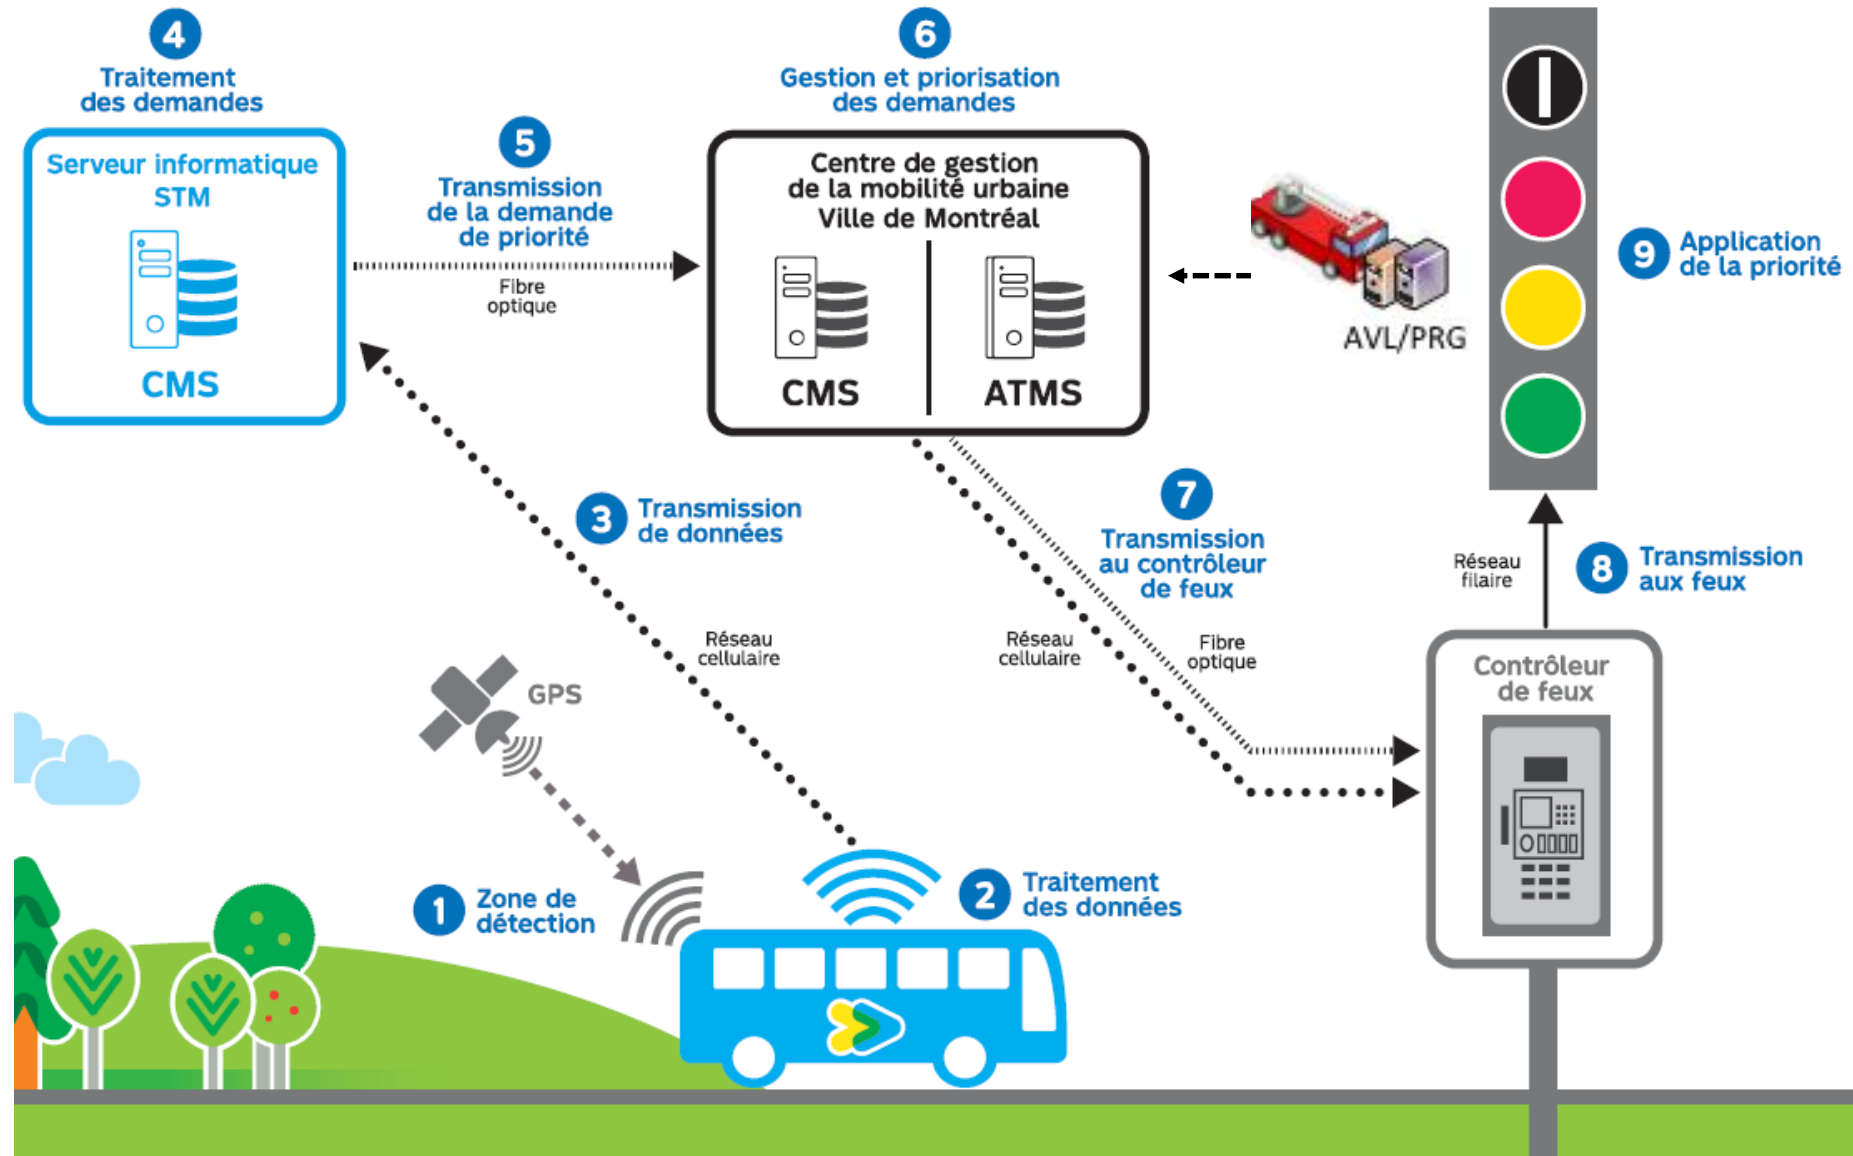 4
Traitement
des demandes
Serveur informatique
STM
CMS
5
Transmission
de la demande
de priorité
Fibre
optique
6
Gestion et priorisation
des demandes
Centre de gestion
de la mobilité urbaine
Ville de Montréal
CMS
ATMS
AVL/PRG
9
Application
de la priorité
3
Transmission
de données
Réseau
cellulaire
7
Transmission
au contrôleur
de feux
Réseau
cellulaire
Fibre
optique
Réseau
filaire
8
Transmission
aux feux
Contrôleur
de feux
GPS
1
Zone de
détection
2
Traitement
des données